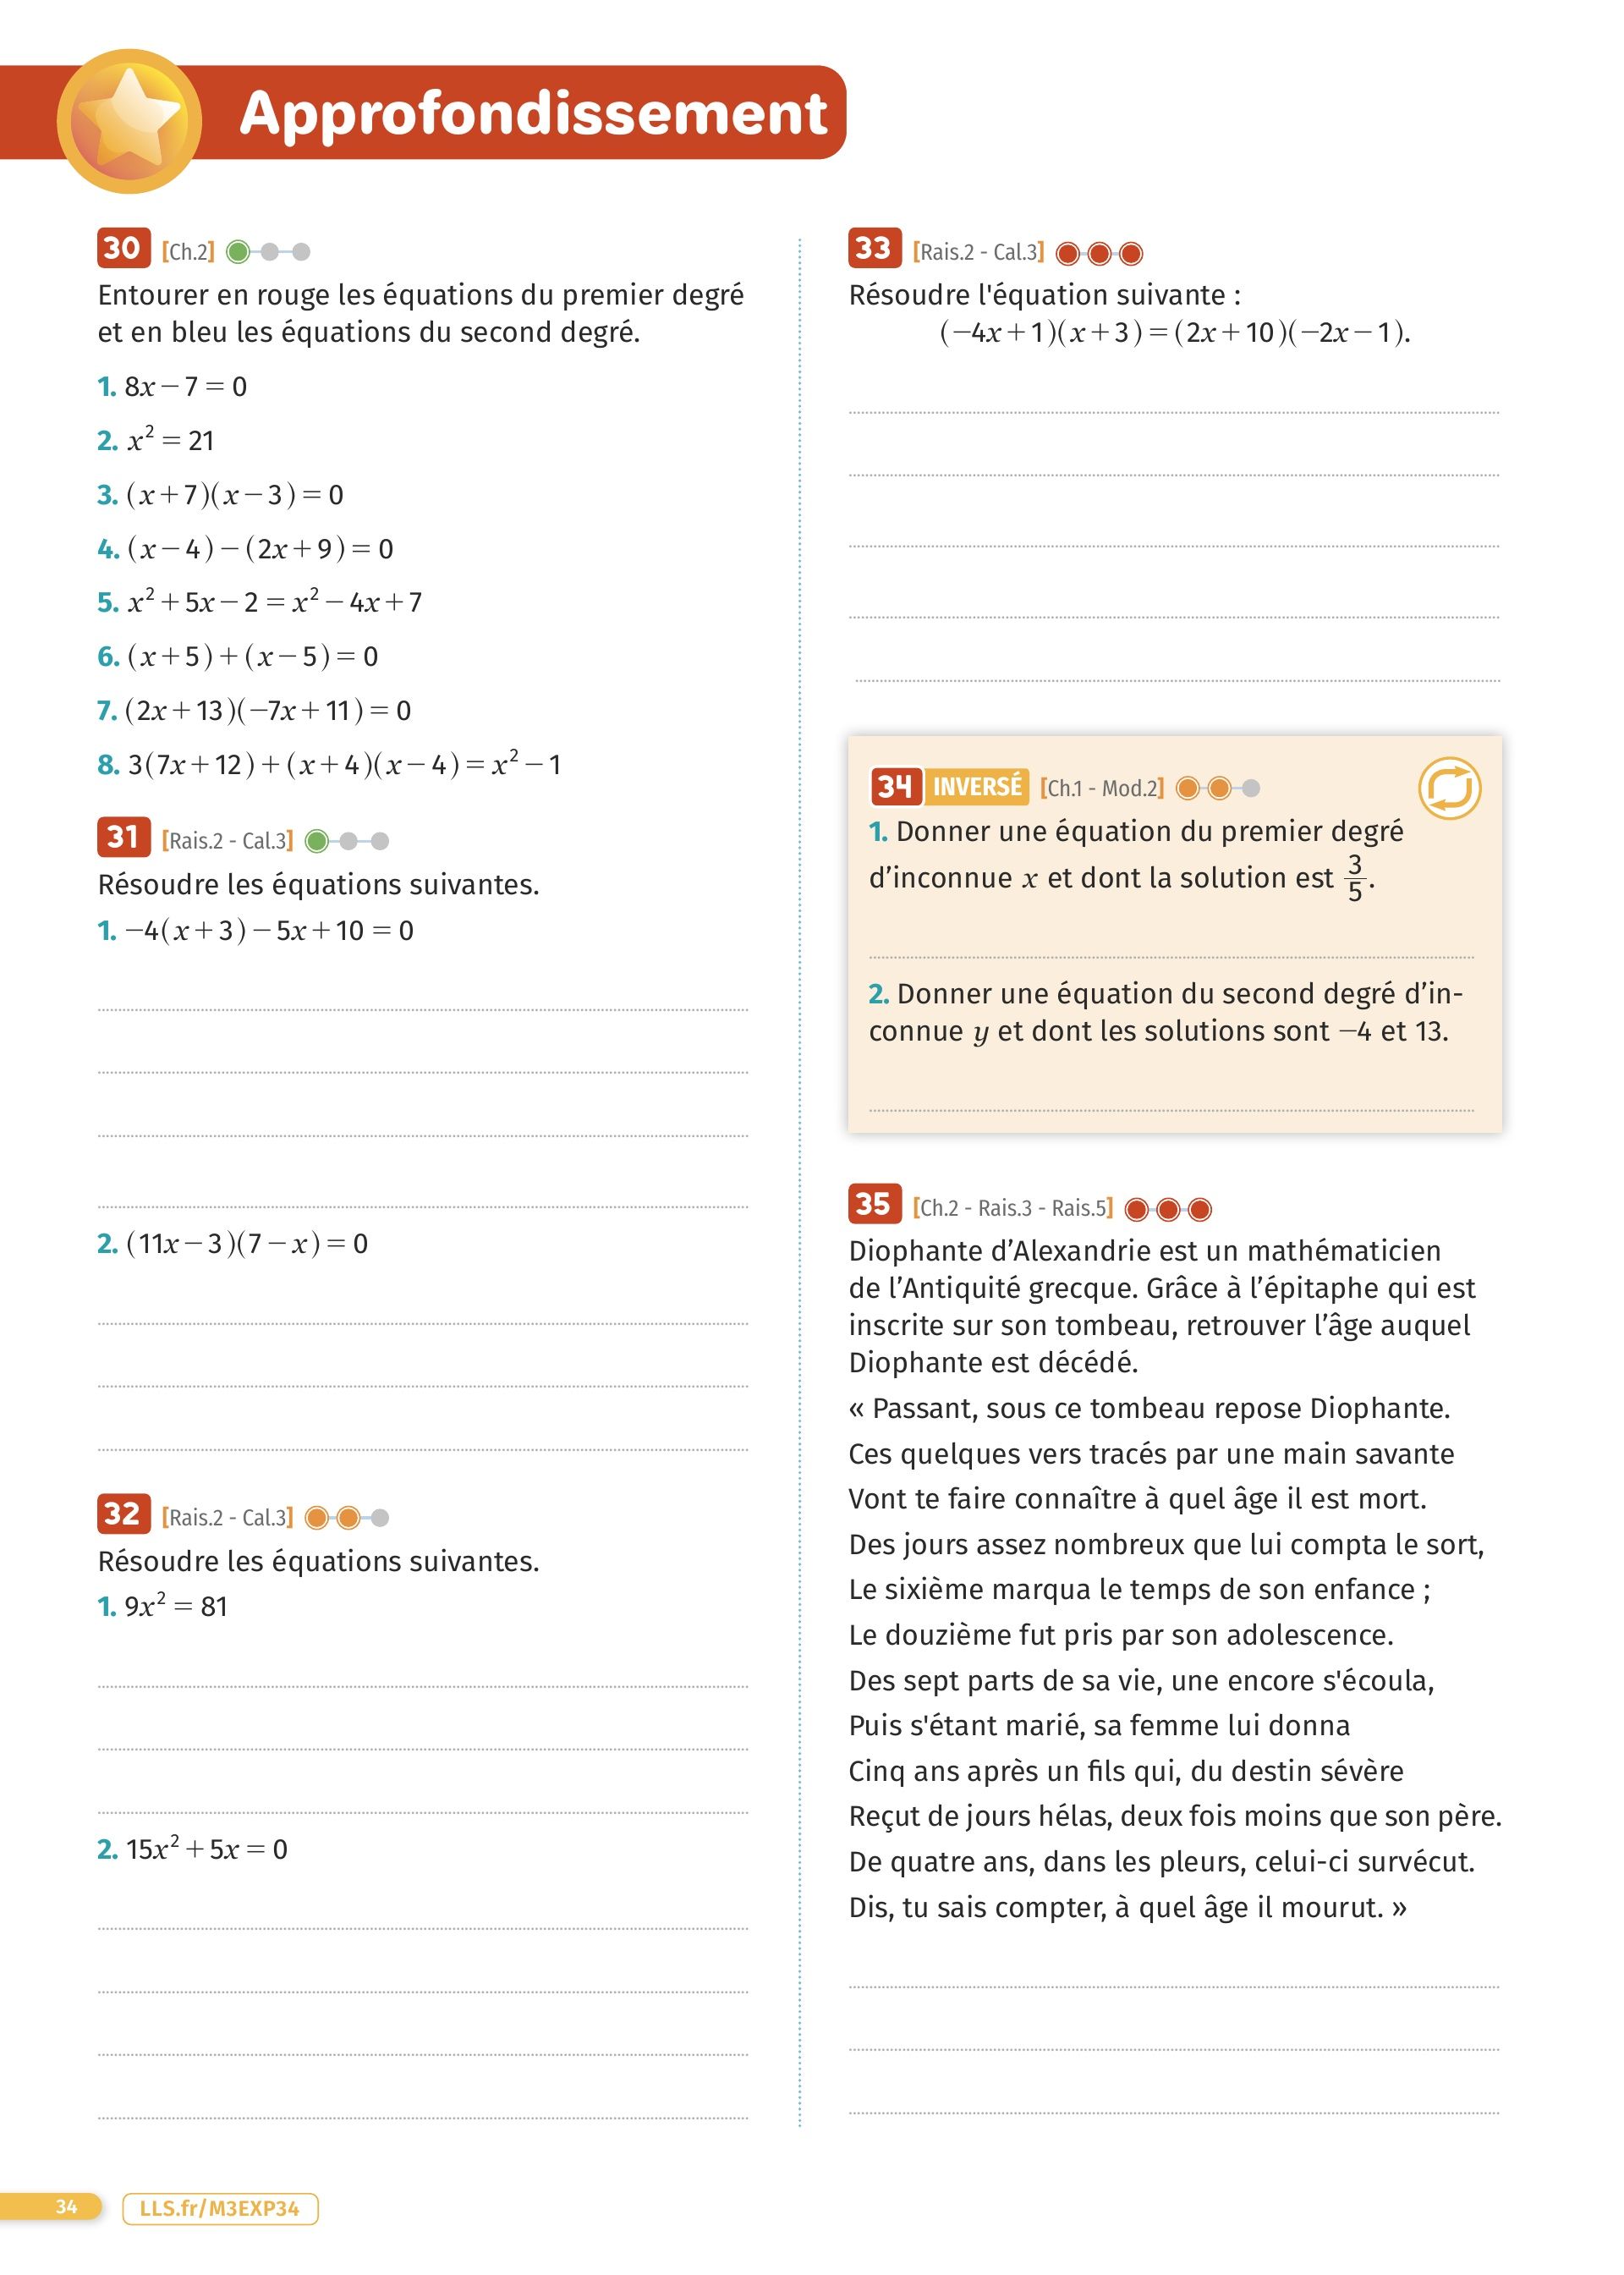 Approfondissement
30 [Ch.2]
Entourer en rouge les équations du premier degré
et en bleu les équations du second degré.
1. 8x − 7 = 0
2. x² = 21
3. (x + 7)(x − 3) = 0
4. (x − 4) − (2x + 9) = 0
5. x² + 5x − 2 = x² − 4x + 7
6. (x + 5) + (x − 5) = 0
7. (2x + 13)(−7x + 11) = 0
8. 3(7x + 12) + (x + 4)(x − 4) = x² − 1
31 [Rais.2 - Cal.3]
Résoudre les équations suivantes.
1. −4(x + 3) − 5x + 10 = 0
2. (11x − 3)(7 − x) = 0
32 [Rais.2 - Cal.3]
Résoudre les équations suivantes.
1. 9x² = 81
2. 15x² + 5x = 0
33 [Rais.2 - Cal.3]
Résoudre l'équation suivante :
(−4x + 1)(x + 3) = (2x + 10)(−2x − 1).
34 INVERSÉ [Ch.1 - Mod.2]
1. Donner une équation du premier degré
d’inconnue x et dont la solution est 3/5.
2. Donner une équation du second degré d’in-
connue y et dont les solutions sont −4 et 13.
35 [Ch.2 - Rais.3 - Rais.5]
Diophante d’Alexandrie est un mathématicien
de l’Antiquité grecque. Grâce à l’épitaphe qui est
inscrite sur son tombeau, retrouver l’âge auquel
Diophante est décédé.
« Passant, sous ce tombeau repose Diophante.
Ces quelques vers tracés par une main savante
Vont te faire connaître à quel âge il est mort.
Des jours assez nombreux que lui compta le sort,
Le sixième marqua le temps de son enfance ;
Le douzième fut pris par son adolescence.
Des sept parts de sa vie, une encore s'écoula,
Puis s'étant marié, sa femme lui donna
Cinq ans après un fils qui, du destin sévère
Reçut de jours hélas, deux fois moins que son père.
De quatre ans, dans les pleurs, celui-ci survécut.
Dis, tu sais compter, à quel âge il mourut. »
34
LLS.fr/M3EXP34